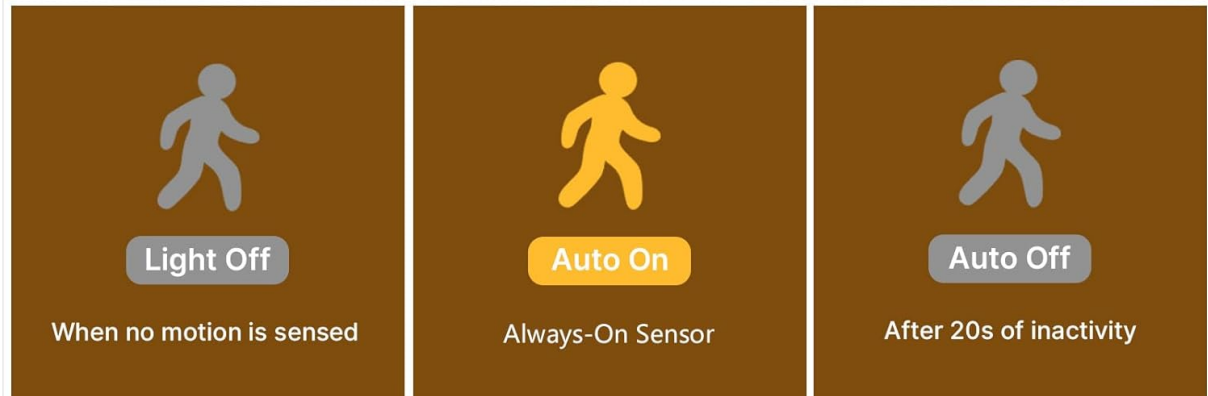 Light Off
When no motion is sensed
Auto On
Always-On Sensor
Auto Off
After 20s of inactivity